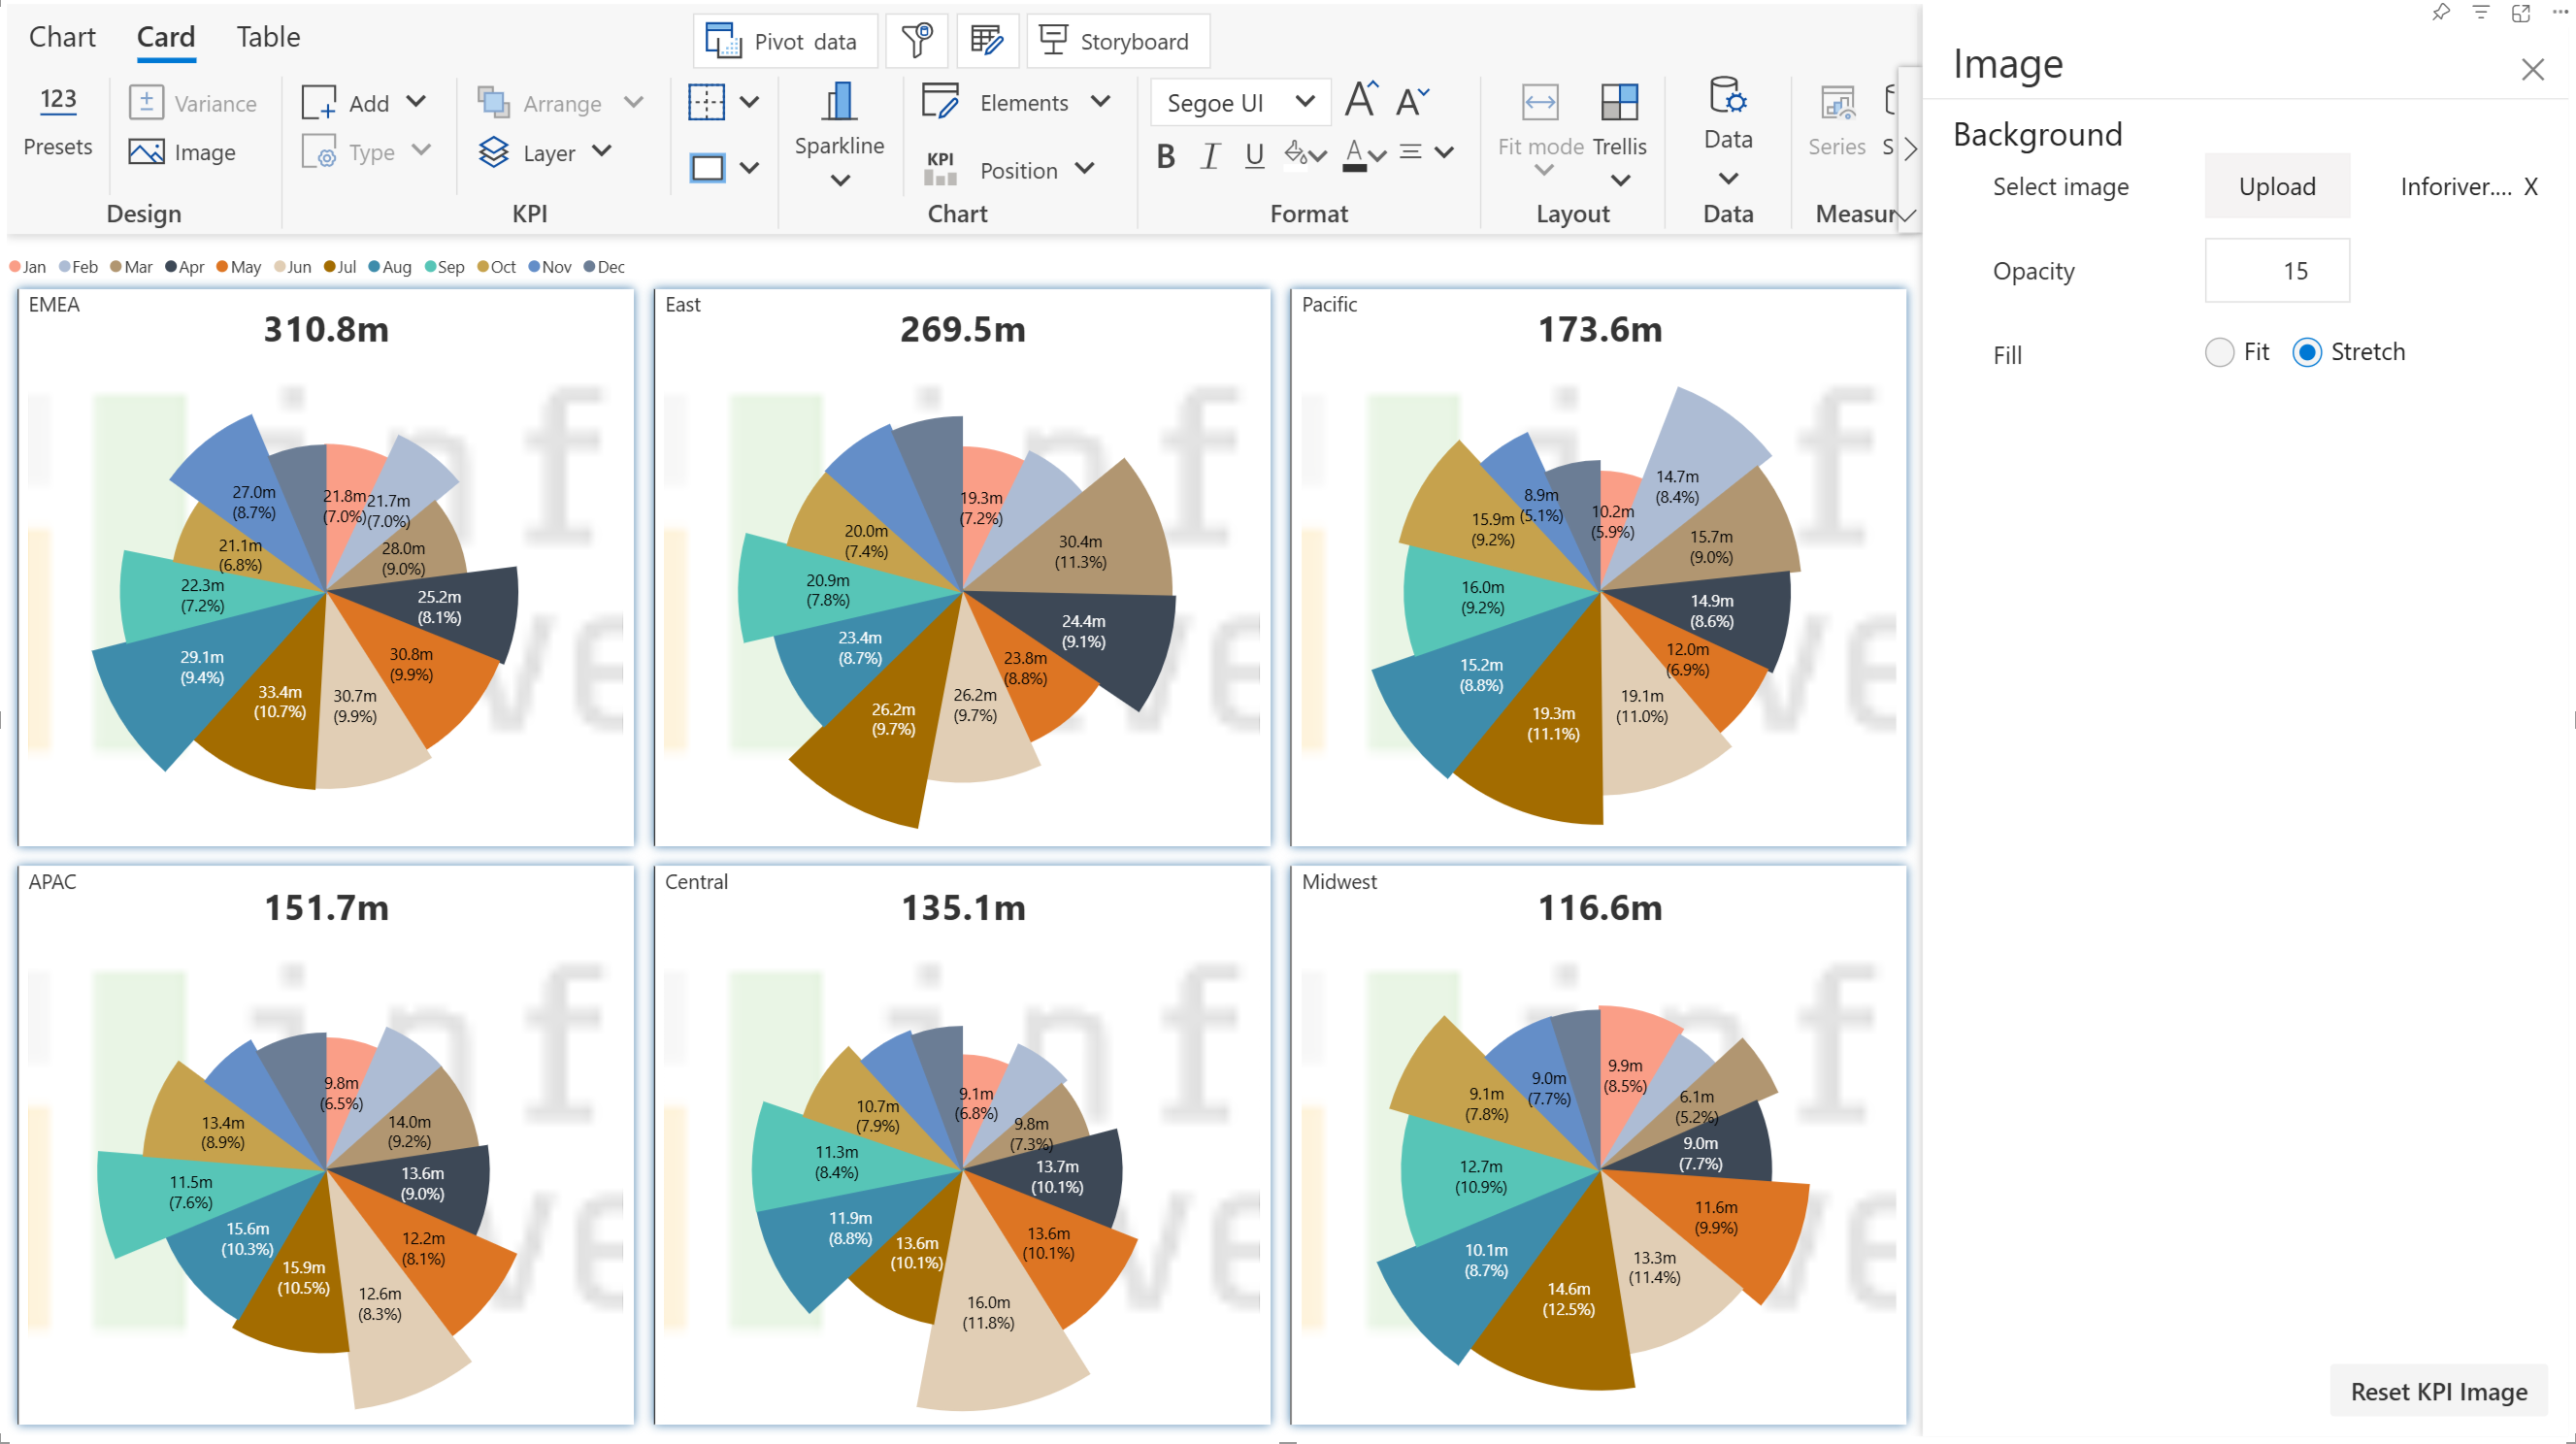 Chart Card Table
Pivot data
Storyboard
123
Presets
Variance
Image
Design
Add
Type
KPI
Arrange
Layer
Sparkline
Elements
KPI
Position
Chart
Segoe UI
A A
B I U A
Format
Fit mode
Trellis
Layout
Data
Data
Series
S
Measur
Jan Feb Mar Apr May Jun Jul Aug Sep Oct Nov Dec
EMEA
310.8m
21.8m
(7.0%)
21.7m
(7.0%)
28.0m
(9.0%)
25.2m
(8.1%)
30.8m
(9.9%)
30.7m
(9.9%)
33.4m
(10.7%)
29.1m
(9.4%)
22.3m
(7.2%)
21.1m
(6.8%)
27.0m
(8.7%)
inf
ve
East
269.5m
19.3m
(7.2%)
30.4m
(11.3%)
24.4m
(9.1%)
23.8m
(8.8%)
26.2m
(9.7%)
26.2m
(9.7%)
23.4m
(8.7%)
20.9m
(7.8%)
20.0m
(7.4%)
inf
ve
Pacific
173.6m
10.2m
(5.9%)
14.7m
(8.4%)
15.7m
(9.0%)
14.9m
(8.6%)
12.0m
(6.9%)
19.1m
(11.0%)
19.3m
(11.1%)
15.2m
(8.8%)
16.0m
(9.2%)
15.9m
(9.2%)
8.9m
(5.1%)
inf
ve
APAC
151.7m
9.8m
(6.5%)
14.0m
(9.2%)
13.6m
(9.0%)
12.2m
(8.1%)
12.6m
(8.3%)
15.9m
(10.5%)
15.6m
(10.3%)
11.5m
(7.6%)
13.4m
(8.9%)
inf
ve
Central
135.1m
9.1m
(6.8%)
9.8m
(7.3%)
13.7m
(10.1%)
13.6m
(10.1%)
16.0m
(11.8%)
13.6m
(10.1%)
11.9m
(8.8%)
11.3m
(8.4%)
10.7m
(7.9%)
inf
ve
Midwest
116.6m
9.9m
(8.5%)
6.1m
(5.2%)
9.0m
(7.7%)
11.6m
(9.9%)
13.3m
(11.4%)
14.6m
(12.5%)
10.1m
(8.7%)
12.7m
(10.9%)
9.1m
(7.8%)
9.0m
(7.7%)
inf
ve
Image
Background
Select image Upload Inforiver.... X
Opacity 15
Fill Fit Stretch
Reset KPI Image